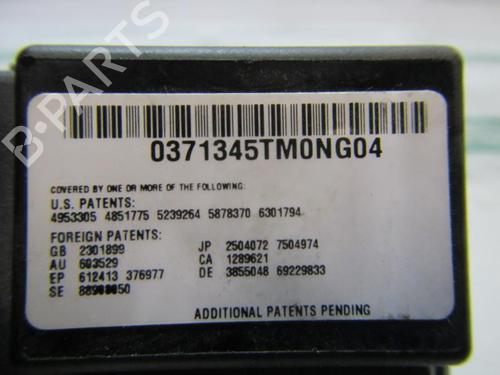 0371345TM0NG04
COVERED BY ONE OR MORE OF THE FOLLOWING:
U.S. PATENTS:
4953305 4851775 5239264 5878370 6301794
FOREIGN PATENTS:
GB 2301899 JP 2504072 7504974
AU 603529 CA 1289621
EP 612413 376977 DE 3855048 69229833
SE
ADDITIONAL PATENTS PENDING
B-PARTS